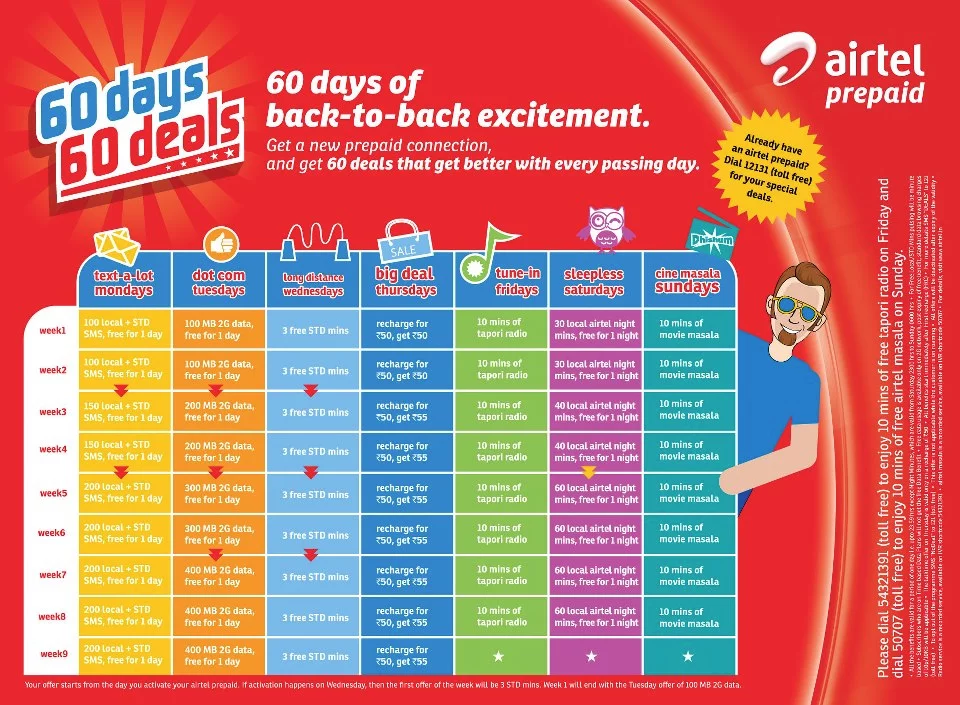 60 days
60 deals
60 days of
back-to-back excitement.
Get a new prepaid connection,
and get 60 deals that get better with every passing day.
airtel
prepaid
Already have
an airtel prepaid?
Dial 12131 (toll free)
for your special
deals.
SALE
Dhishum
text-a-lot
mondays
dot com
tuesdays
long distance
wednesdays
big deal
thursdays
tune-in
fridays
sleepless
saturdays
cine masala
sundays
week1
100 local + STD
SMS, free for 1 day
100 MB 2G data,
free for 1 day
3 free STD mins
recharge for
₹50, get ₹50
10 mins of
tapori radio
30 local airtel night
mins, free for 1 night
10 mins of
movie masala
week2
100 local + STD
SMS, free for 1 day
100 MB 2G data,
free for 1 day
3 free STD mins
recharge for
₹50, get ₹50
10 mins of
tapori radio
30 local airtel night
mins, free for 1 night
10 mins of
movie masala
week3
150 local + STD
SMS, free for 1 day
200 MB 2G data,
free for 1 day
3 free STD mins
recharge for
₹50, get ₹55
10 mins of
tapori radio
40 local airtel night
mins, free for 1 night
10 mins of
movie masala
week4
150 local + STD
SMS, free for 1 day
200 MB 2G data,
free for 1 day
3 free STD mins
recharge for
₹50, get ₹55
10 mins of
tapori radio
40 local airtel night
mins, free for 1 night
10 mins of
movie masala
week5
200 local + STD
SMS, free for 1 day
300 MB 2G data,
free for 1 day
3 free STD mins
recharge for
₹50, get ₹55
10 mins of
tapori radio
60 local airtel night
mins, free for 1 night
10 mins of
movie masala
week6
200 local + STD
SMS, free for 1 day
300 MB 2G data,
free for 1 day
3 free STD mins
recharge for
₹50, get ₹55
10 mins of
tapori radio
60 local airtel night
mins, free for 1 night
10 mins of
movie masala
week7
200 local + STD
SMS, free for 1 day
400 MB 2G data,
free for 1 day
3 free STD mins
recharge for
₹50, get ₹55
10 mins of
tapori radio
60 local airtel night
mins, free for 1 night
10 mins of
movie masala
week8
200 local + STD
SMS, free for 1 day
400 MB 2G data,
free for 1 day
3 free STD mins
recharge for
₹50, get ₹55
10 mins of
tapori radio
60 local airtel night
mins, free for 1 night
10 mins of
movie masala
week9
200 local + STD
SMS, free for 1 day
400 MB 2G data,
free for 1 day
3 free STD mins
recharge for
₹50, get ₹55
Your offer starts from the day you activate your airtel prepaid. If activation happens on Wednesday, then the first offer of the week will be 3 STD mins. Week 1 will end with the Tuesday offer of 100 MB 2G data.
Please dial 54321391 (toll free) to enjoy 10 mins of free tapori radio on Friday and
dial 50707 (toll free) to enjoy 10 mins of free airtel masala on Sunday.